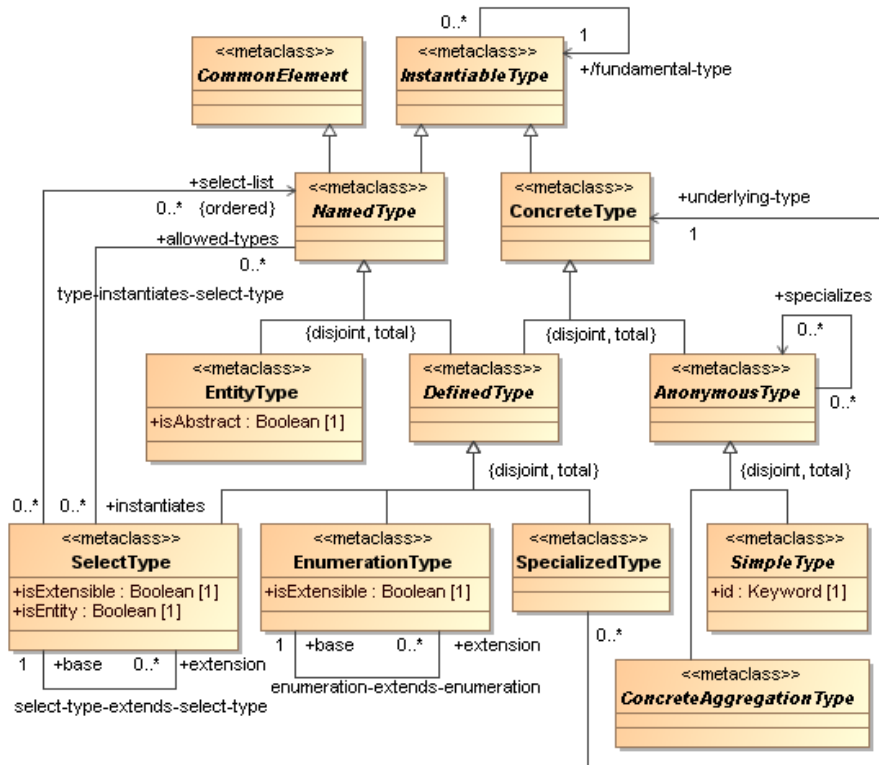 0..*
1
+/fundamental-type
<<metaclass>>
CommonElement
<<metaclass>>
InstantiableType
+select-list
0..* {ordered}
+allowed-types
0..*
type-instantiates-select-type
<<metaclass>>
NamedType
<<metaclass>>
ConcreteType
+underlying-type
1
+specializes
0..*
0..*
{disjoint, total}
{disjoint, total}
<<metaclass>>
EntityType
+isAbstract : Boolean [1]
<<metaclass>>
DefinedType
<<metaclass>>
AnonymousType
{disjoint, total}
{disjoint, total}
0..*
0..*
+instantiates
<<metaclass>>
SelectType
+isExtensible : Boolean [1]
+isEntity : Boolean [1]
<<metaclass>>
EnumerationType
+isExtensible : Boolean [1]
<<metaclass>>
SpecializedType
<<metaclass>>
SimpleType
+id : Keyword [1]
0..*
1
+base
0..*
+extension
select-type-extends-select-type
1
+base
0..*
+extension
enumeration-extends-enumeration
<<metaclass>>
ConcreteAggregationType